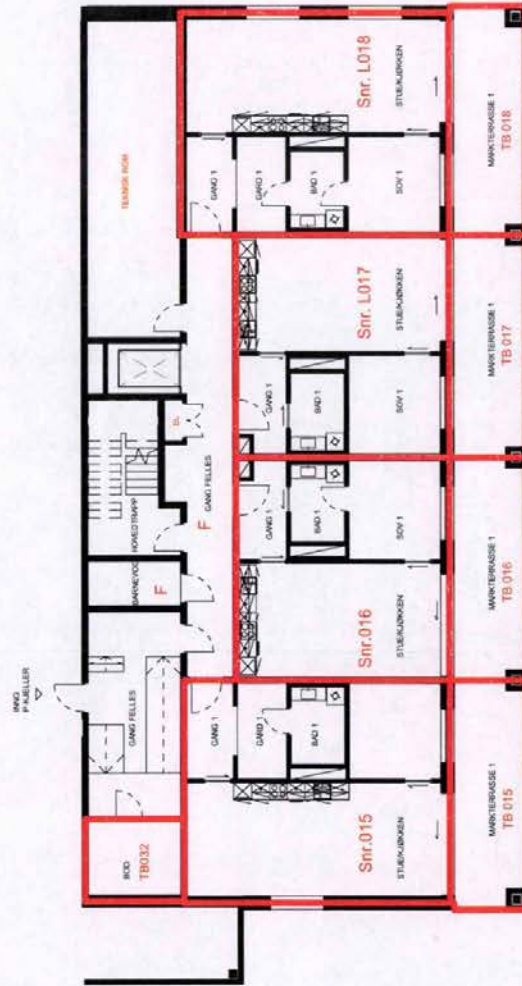 INNG
P-KJELLER
BOD
TB032
GANG FELLES
BARNEVOG
F
HOVEDTRAPP
TEKNISK ROM
GANG FELLES
F
GANG 1
GARD 1
BAD 1
Snr.015
STUE/KJØKKEN
Snr.016
STUE/KJØKKEN
GANG 1
BAD 1
SOV 1
GANG 1
BAD 1
SOV 1
Snr. L017
STUE/KJØKKEN
GANG 1
GARD 1
BAD 1
SOV 1
Snr. L018
STUE/KJØKKEN
MARKTERRASSE 1
TB 015
MARKTERRASSE 1
TB 016
MARKTERRASSE 1
TB 017
MARKTERRASSE 1
TB 018